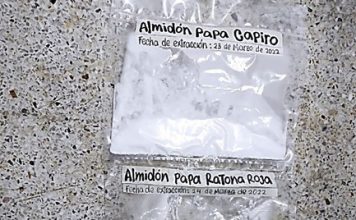 Almidón Papa Capiro
Fecha de extracción: 23 de Marzo de 2022
Almidón Papa Ratona Roja
Fecha de extracción: 24 de Marzo de 2022